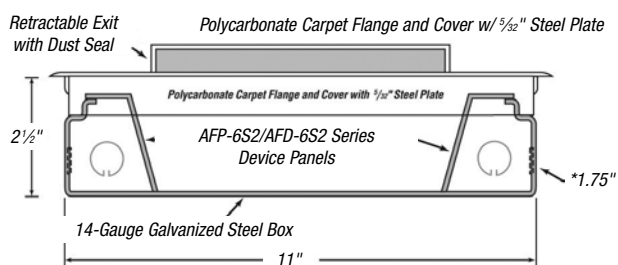 Retractable Exit
with Dust Seal
Polycarbonate Carpet Flange and Cover w/ 5⁄32" Steel Plate
Polycarbonate Carpet Flange and Cover with 5⁄32" Steel Plate
2½"
AFP-6S2/AFD-6S2 Series
Device Panels
*1.75"
14-Gauge Galvanized Steel Box
11"